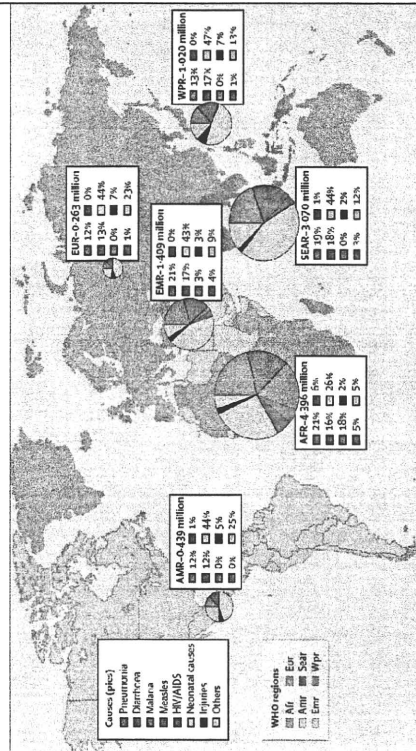 Causes (pies)
Pneumonia
Diarrhoea
Malaria
Measles
HIV/AIDS
Neonatal causes
Injuries
Others
WHO regions
Afr Eur
Amr Sear
Emr Wpr
AMR-0·439 million
12% 1%
12% 44%
0% 5%
0% 25%
EUR-0·263 million
12% 0%
13% 44%
0% 7%
1% 23%
EMR-1·409 million
21% 0%
17% 43%
3% 3%
4% 9%
WPR-1·020 million
13% 0%
17% 47%
0% 7%
1% 13%
AFR-4·396 million
21% 6%
16% 26%
18% 2%
5% 5%
SEAR-3·070 million
19% 1%
18% 44%
0% 2%
3% 12%